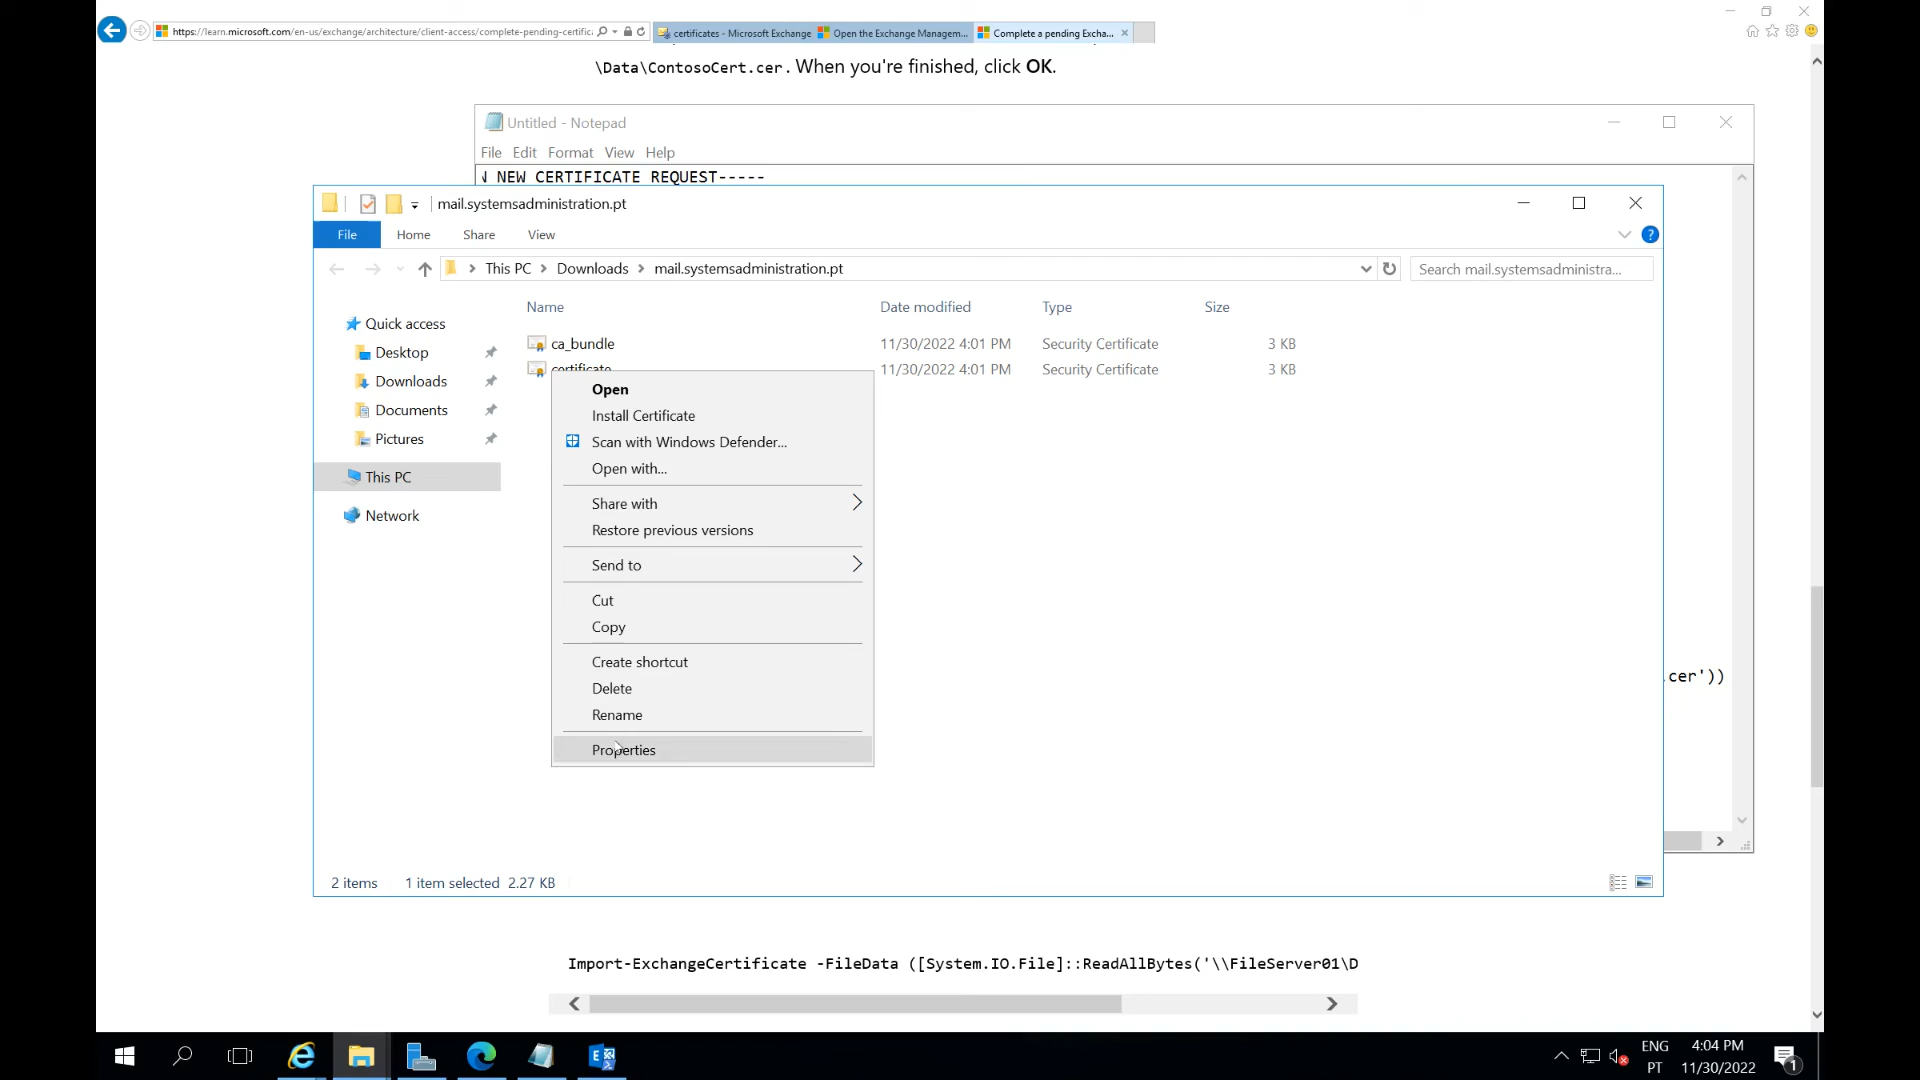 https://learn.microsoft.com/en-us/exchange/architecture/client-access/complete-pending-certific
certificates - Microsoft Exchange
Open the Exchange Managem...
Complete a pending Excha...
\Data\ContosoCert.cer. When you're finished, click OK.
Untitled - Notepad
File Edit Format View Help
NEW CERTIFICATE REQUEST-----
mail.systemsadministration.pt
File Home Share View
This PC Downloads mail.systemsadministration.pt
Search mail.systemsadministra...
Name Date modified Type Size
Quick access
Desktop
Downloads
Documents
Pictures
This PC
Network
ca_bundle 11/30/2022 4:01 PM Security Certificate 3 KB
certificate 11/30/2022 4:01 PM Security Certificate 3 KB
Open
Install Certificate
Scan with Windows Defender...
Open with...
Share with
Restore previous versions
Send to
Cut
Copy
Create shortcut
Delete
Rename
Properties
.cer'))
2 items 1 item selected 2.27 KB
Import-ExchangeCertificate -FileData ([System.IO.File]::ReadAllBytes('\\FileServer01\D
ENG
PT
4:04 PM
11/30/2022
1